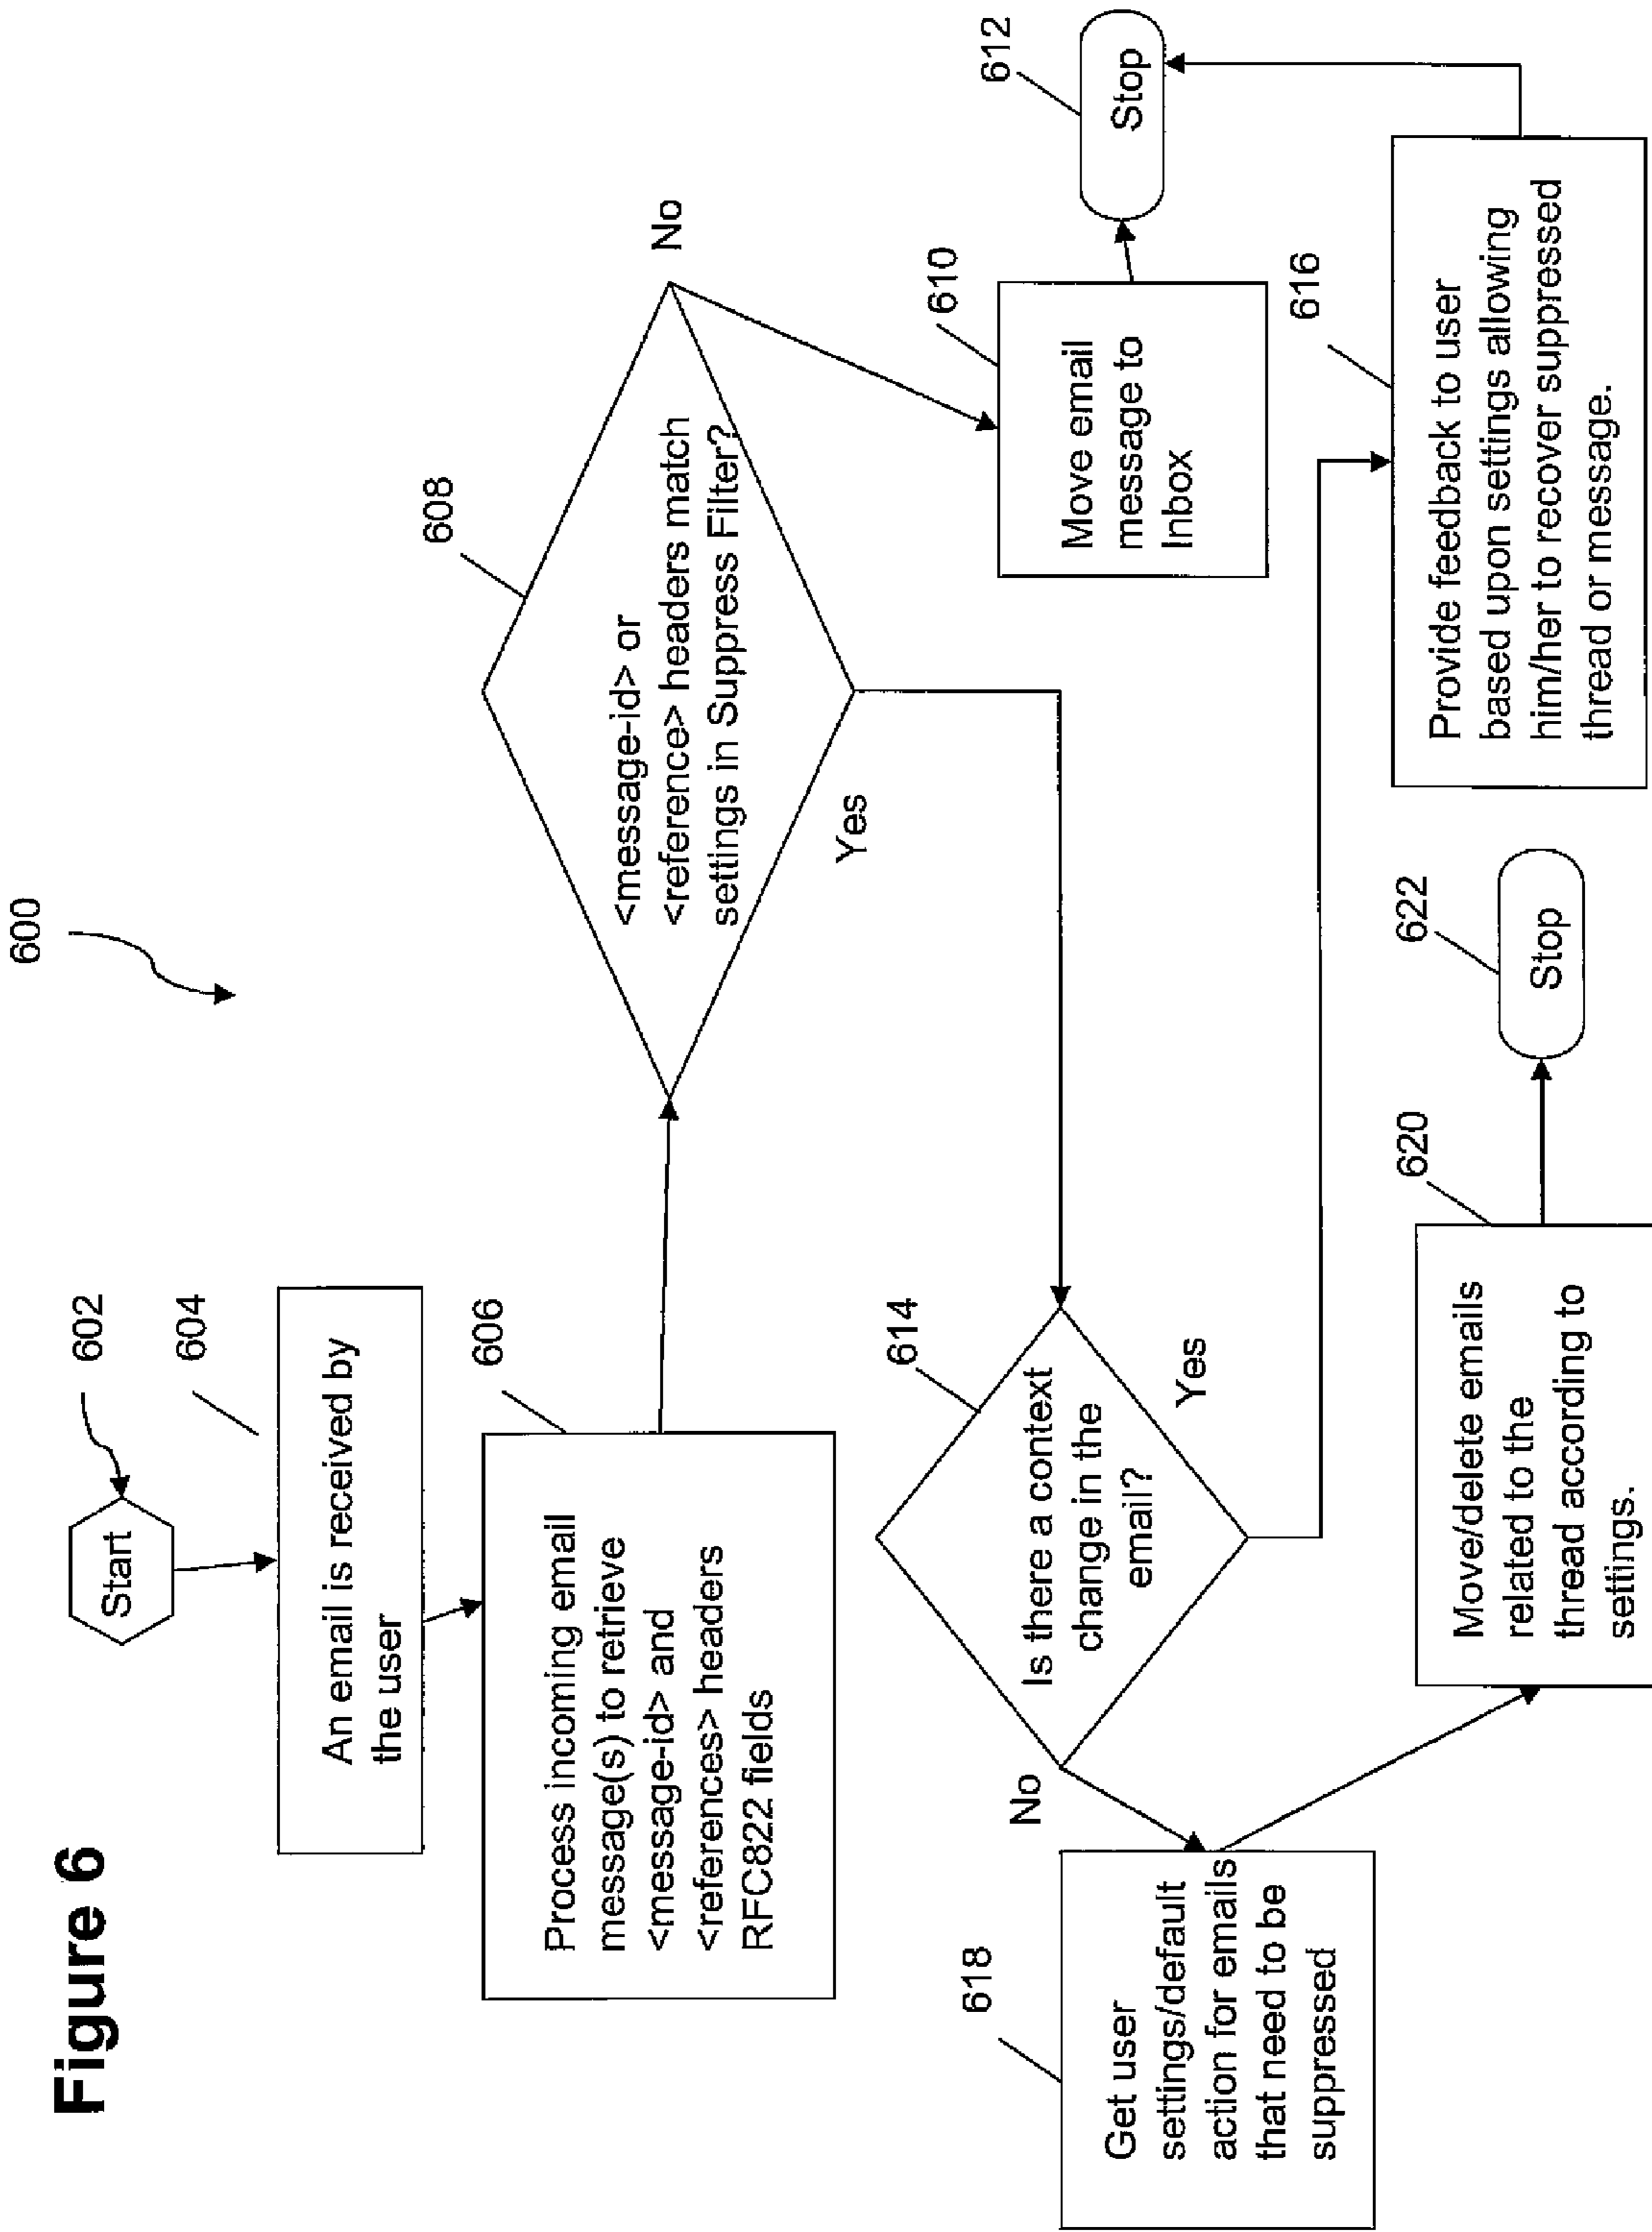 Figure 6
600
Start
602
An email is received by
the user
604
Process incoming email
message(s) to retrieve
<message-id> and
<references> headers
RFC822 fields
606
<message-id> or
<reference> headers match
settings in Suppress Filter?
608
No
Yes
Move email
message to
Inbox
610
Stop
612
Is there a context
change in the
email?
614
No
Yes
Provide feedback to user
based upon settings allowing
him/her to recover suppressed
thread or message.
616
Get user
settings/default
action for emails
that need to be
suppressed
618
Move/delete emails
related to the
thread according to
settings.
620
Stop
622